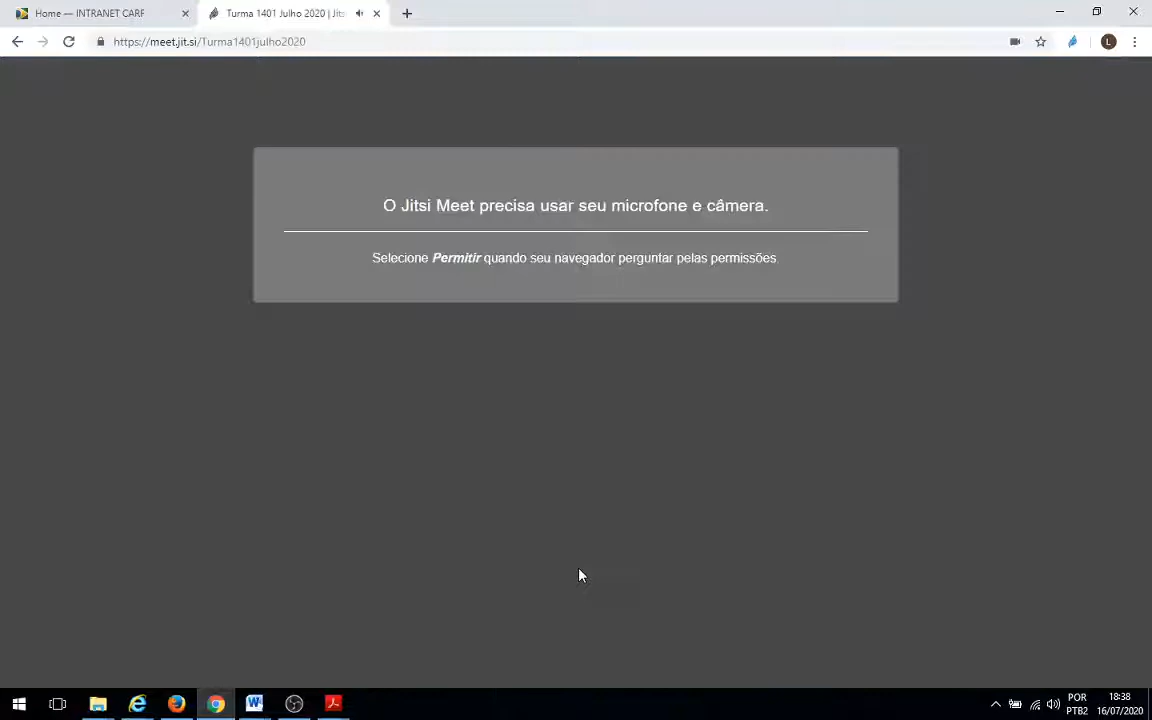 Home — INTRANET CARF
Turma 1401 Julho 2020 | Jits
https://meet.jit.si/Turma1401julho2020
L
O Jitsi Meet precisa usar seu microfone e câmera.
Selecione Permitir quando seu navegador perguntar pelas permissões.
POR
PTB2
18:38
16/07/2020